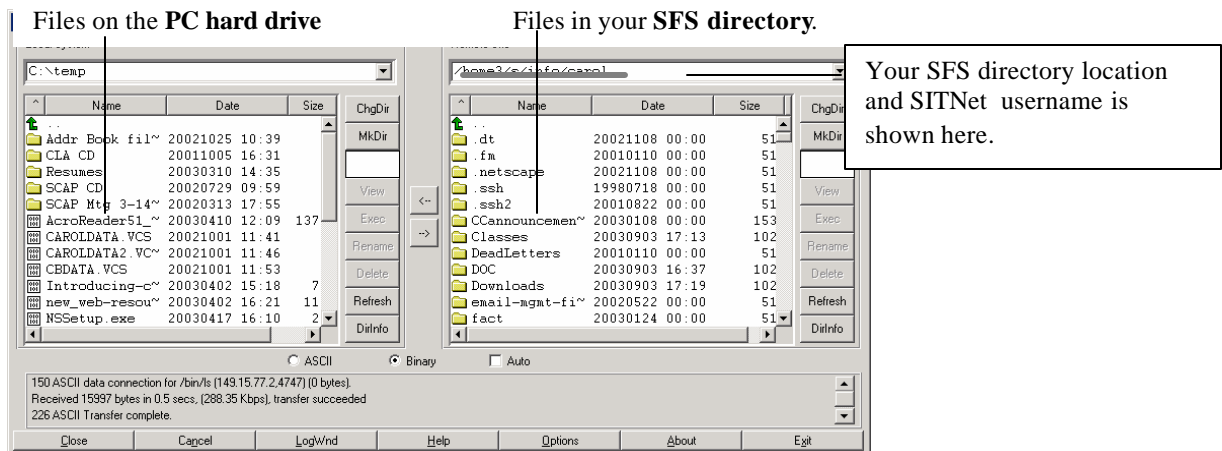 Files on the PC hard drive
Files in your SFS directory.
Your SFS directory location
and SITNet username is
shown here.
C:\temp
^ Name Date Size
..
Addr Book fil~ 20021025 10:39
CLA CD 20011005 16:31
Resumes 20030310 14:35
SCAP CD 20020729 09:59
SCAP Mtg 3-14~ 20020313 17:55
AcroReader51_~ 20030410 12:09 137
CAROLDATA.VCS 20021001 11:41
CAROLDATA2.VC~ 20021001 11:46
CBDATA.VCS 20021001 11:53
Introducing-c~ 20030402 15:18 7
new_web-resou~ 20030402 16:21 11
NSSetup.exe 20030417 16:10 2
ChgDir
MkDir
View
Exec
Rename
Delete
Refresh
DirInfo
<--
-->
/home3/s/info/carol
^ Name Date Size
..
.dt 20021108 00:00 51
.fm 20010110 00:00 51
.netscape 20021108 00:00 51
.ssh 19980718 00:00 51
.ssh2 20010822 00:00 51
CCannouncemen~ 20030108 00:00 153
Classes 20030903 17:13 102
DeadLetters 20010110 00:00 51
DOC 20030903 16:37 102
Downloads 20030903 17:19 102
email-mgmt-fi~ 20020522 00:00 51
fact 20030124 00:00 51
ChgDir
MkDir
View
Exec
Rename
Delete
Refresh
DirInfo
ASCII Binary Auto
150 ASCII data connection for /bin/ls (149.15.77.2,4747) (0 bytes).
Received 15997 bytes in 0.5 secs, (288.35 Kbps), transfer succeeded
226 ASCII Transfer complete.
Close Cancel LogWnd Help Options About Exit